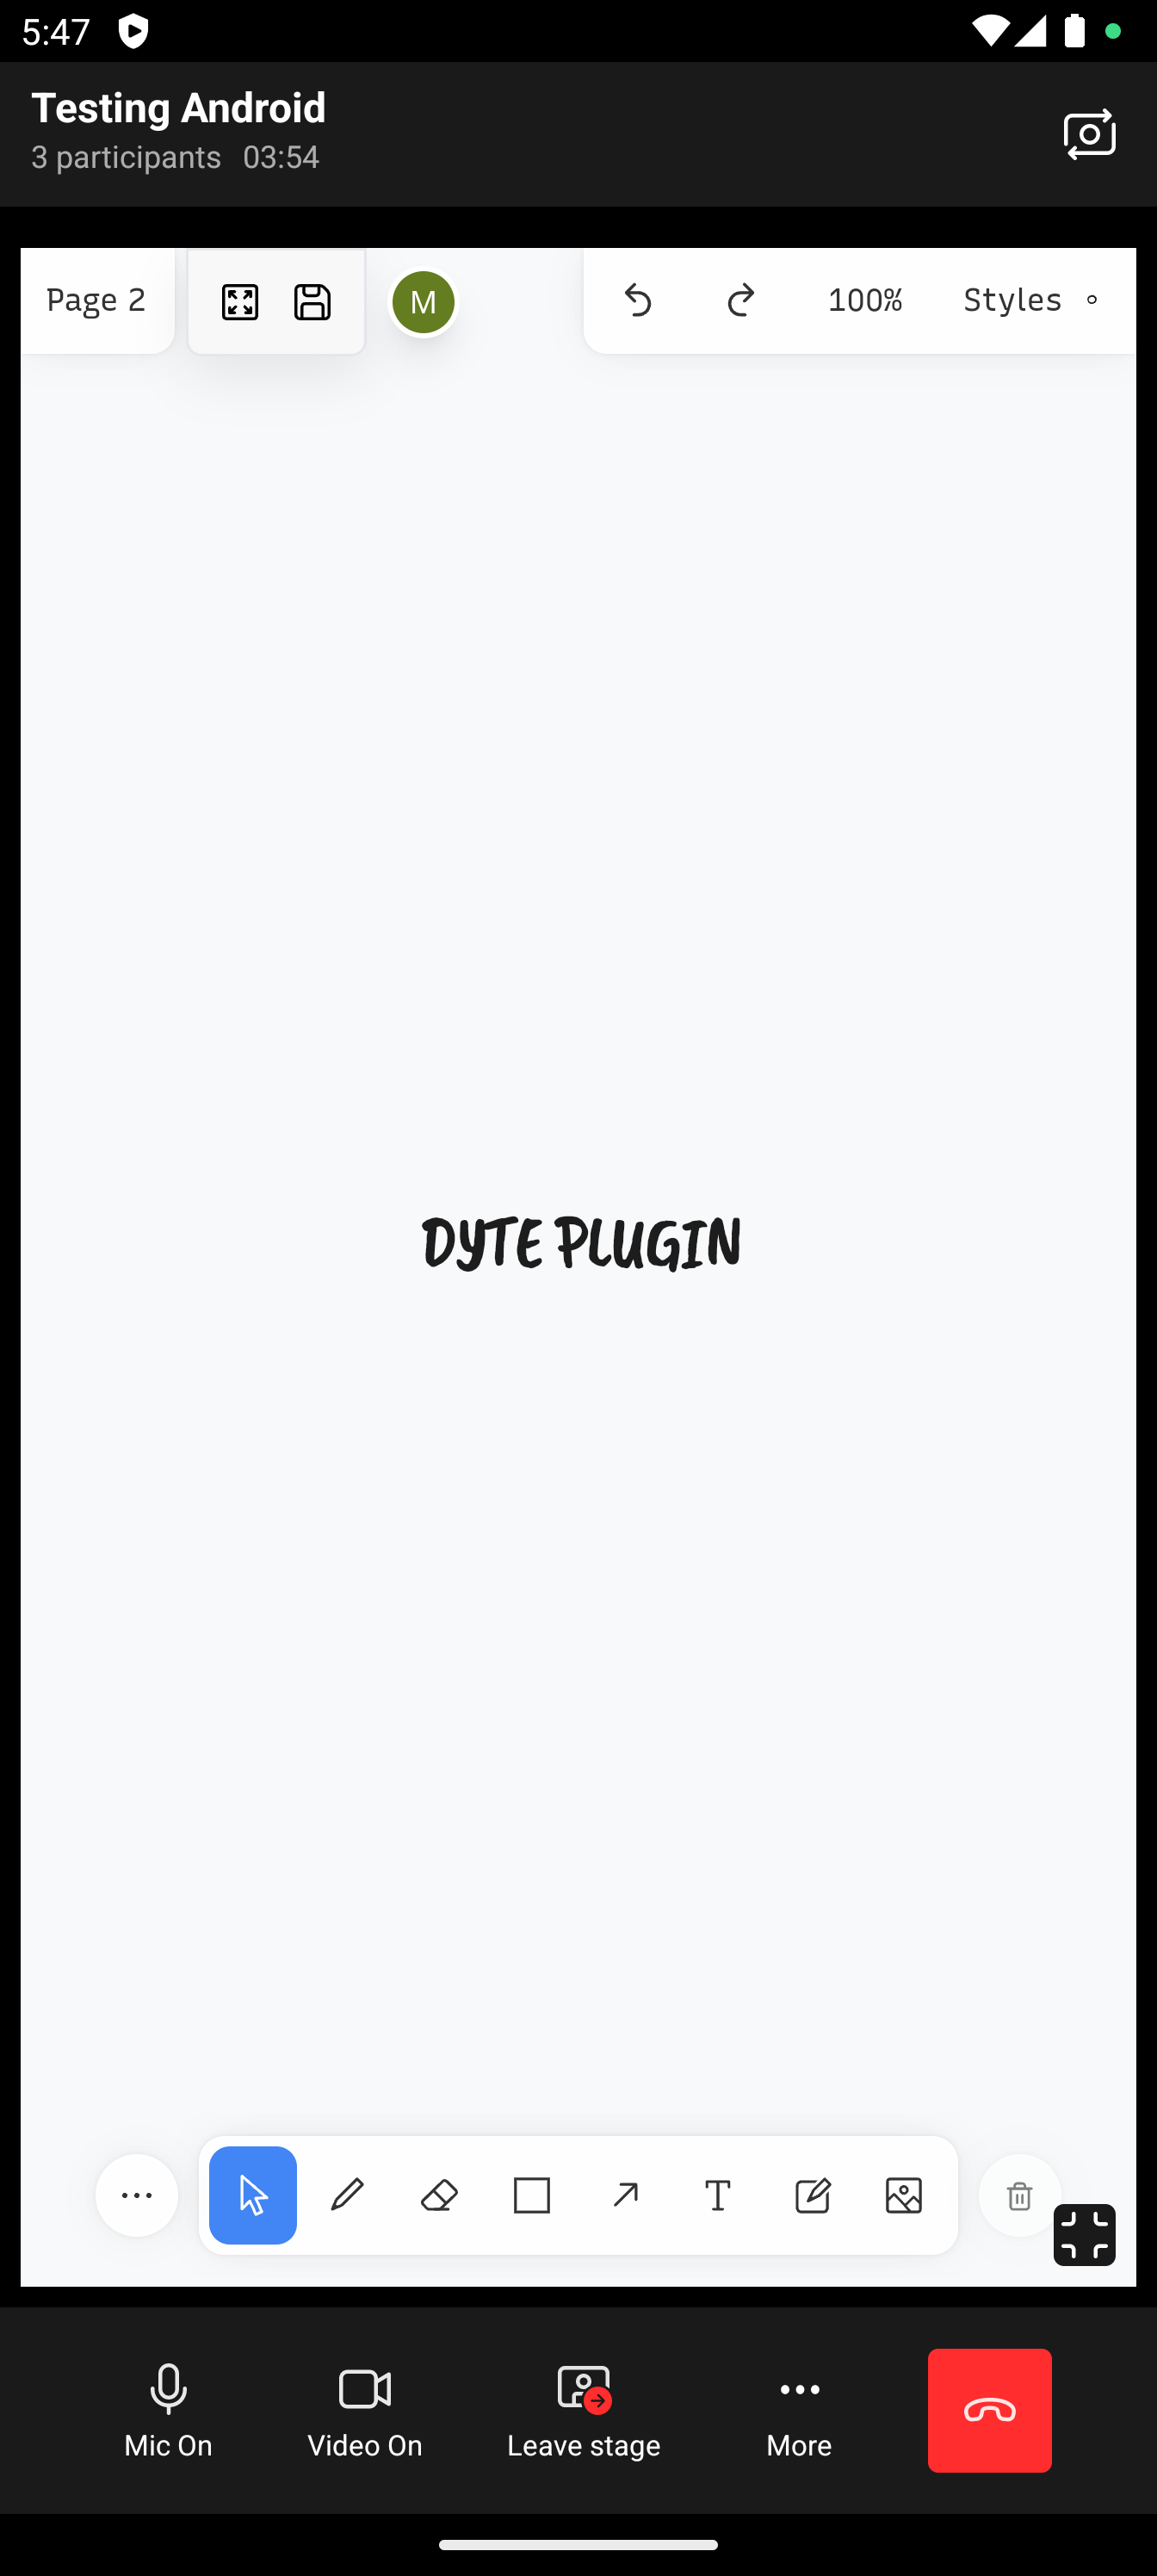 5:47
Testing Android
3 participants 03:54
Page 2
M
100%
Styles
DYTE PLUGIN
T
Mic On
Video On
Leave stage
More